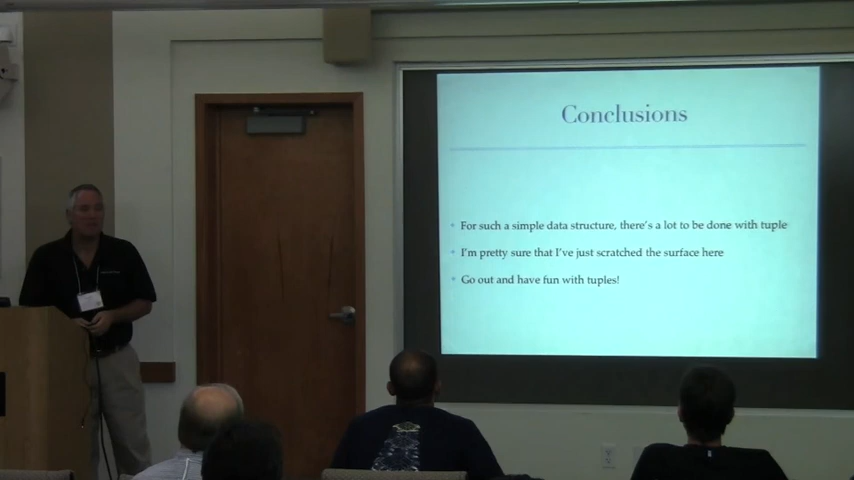 Conclusions
For such a simple data structure, there's a lot to be done with tuple
I'm pretty sure that I've just scratched the surface here
Go out and have fun with tuples!